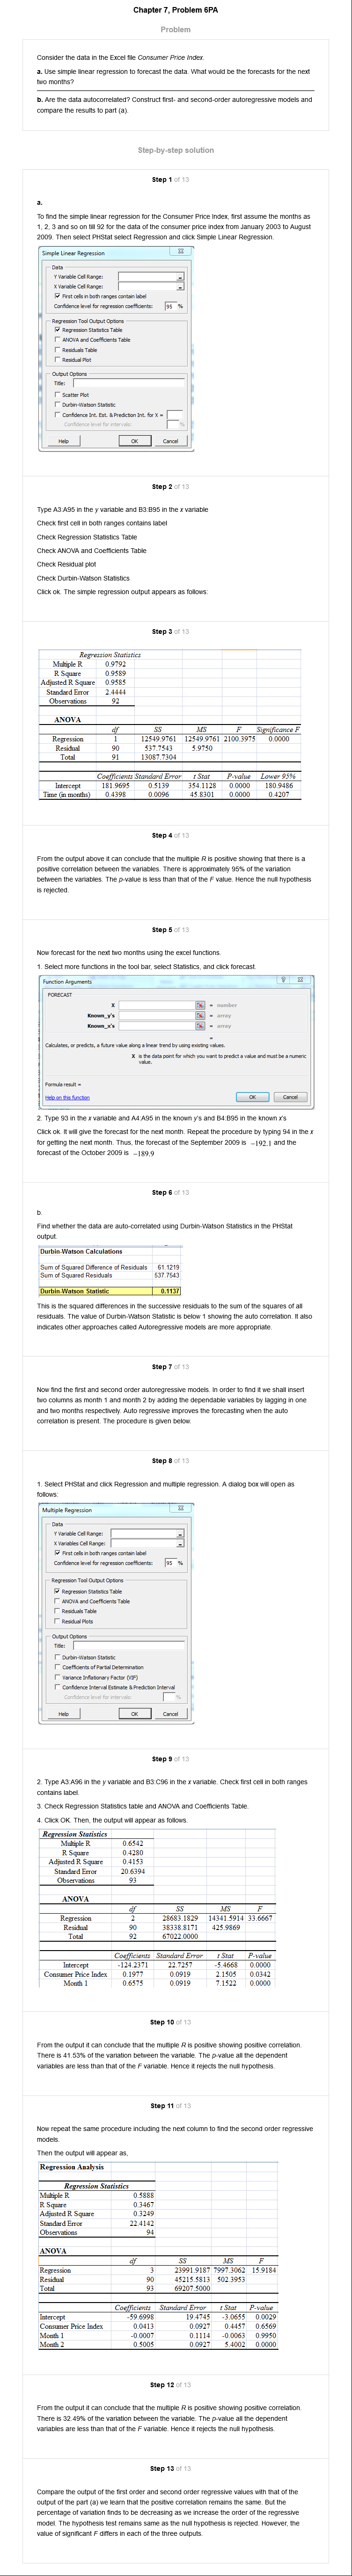 Chapter 7, Problem 6PA
Problem
Consider the data in the Excel file Consumer Price Index.
a. Use simple linear regression to forecast the data. What would be the forecasts for the next
two months?
b. Are the data autocorrelated? Construct first- and second-order autoregressive models and
compare the results to part (a).
Step-by-step solution
Step 1 of 13
a.
To find the simple linear regression for the Consumer Price Index, first assume the months as
1, 2, 3 and so on till 92 for the data of the consumer price index from January 2003 to August
2009. Then select PHStat select Regression and click Simple Linear Regression.
Simple Linear Regression
Data
Y Variable Cell Range:
X Variable Cell Range:
First cells in both ranges contain label
Confidence level for regression coefficients: 95 %
Regression Tool Output Options
Regression Statistics Table
ANOVA and Coefficients Table
Residuals Table
Residual Plot
Output Options
Title:
Scatter Plot
Durbin-Watson Statistic
Confidence Int. Est. & Prediction Int. for X =
Confidence level for intervals: %
Help OK Cancel
Step 2 of 13
Type A3:A95 in the y variable and B3:B95 in the x variable
Check first cell in both ranges contains label
Check Regression Statistics Table
Check ANOVA and Coefficients Table
Check Residual plot
Check Durbin-Watson Statistics
Click ok. The simple regression output appears as follows:
Step 3 of 13
Regression Statistics
Multiple R 0.9792
R Square 0.9589
Adjusted R Square 0.9585
Standard Error 2.4444
Observations 92
ANOVA
df SS MS F Significance F
Regression 1 12549.9761 12549.9761 2100.3975 0.0000
Residual 90 537.7543 5.9750
Total 91 13087.7304
Coefficients Standard Error t Stat P-value Lower 95%
Intercept 181.9695 0.5139 354.1128 0.0000 180.9486
Time (in months) 0.4398 0.0096 45.8301 0.0000 0.4207
Step 4 of 13
From the output above it can conclude that the multiple R is positive showing that there is a
positive correlation between the variables. There is approximately 95% of the variation
between the variables. The p-value is less than that of the F value. Hence the null hypothesis
is rejected.
Step 5 of 13
Now forecast for the next two months using the excel functions.
1. Select more functions in the tool bar, select Statistics, and click forecast.
Function Arguments
FORECAST
X = number
Known_y's = array
Known_x's = array
=
Calculates, or predicts, a future value along a linear trend by using existing values.
X is the data point for which you want to predict a value and must be a numeric
value.
Formula result =
Help on this function OK Cancel
2. Type 93 in the x variable and A4:A95 in the known y's and B4:B95 in the known x's
Click ok. It will give the forecast for the next month. Repeat the procedure by typing 94 in the x
for getting the next month. Thus, the forecast of the September 2009 is −192.1 and the
forecast of the October 2009 is −189.9
Step 6 of 13
b.
Find whether the data are auto-correlated using Durbin-Watson Statistics in the PHStat
output.
Durbin-Watson Calculations
Sum of Squared Difference of Residuals 61.1219
Sum of Squared Residuals 537.7543
Durbin-Watson Statistic 0.1137
This is the squared differences in the successive residuals to the sum of the squares of all
residuals. The value of Durbin-Watson Statistic is below 1 showing the auto correlation. It also
indicates other approaches called Autoregressive models are more appropriate.
Step 7 of 13
Now find the first and second order autoregressive models. In order to find it we shall insert
two columns as month 1 and month 2 by adding the dependable variables by lagging in one
and two months respectively. Auto regressive improves the forecasting when the auto
correlation is present. The procedure is given below.
Step 8 of 13
1. Select PHStat and click Regression and multiple regression. A dialog box will open as
follows:
Multiple Regression
Data
Y Variable Cell Range:
X Variables Cell Range:
First cells in both ranges contain label
Confidence level for regression coefficients: 95 %
Regression Tool Output Options
Regression Statistics Table
ANOVA and Coefficients Table
Residuals Table
Residual Plots
Output Options
Title:
Durbin-Watson Statistic
Coefficients of Partial Determination
Variance Inflationary Factor (VIF)
Confidence Interval Estimate & Prediction Interval
Confidence level for intervals: %
Help OK Cancel
Step 9 of 13
2. Type A3:A96 in the y variable and B3:C96 in the x variable. Check first cell in both ranges
contains label.
3. Check Regression Statistics table and ANOVA and Coefficients Table.
4. Click OK. Then, the output will appear as follows.
Regression Statistics
Multiple R 0.6542
R Square 0.4280
Adjusted R Square 0.4153
Standard Error 20.6394
Observations 93
ANOVA
df SS MS F
Regression 2 28683.1829 14341.5914 33.6667
Residual 90 38338.8171 425.9869
Total 92 67022.0000
Coefficients Standard Error t Stat P-value
Intercept -124.2371 22.7257 -5.4668 0.0000
Consumer Price Index 0.1977 0.0919 2.1505 0.0342
Month 1 0.6575 0.0919 7.1522 0.0000
Step 10 of 13
From the output it can conclude that the multiple R is positive showing positive correlation.
There is 41.53% of the variation between the variable. The p-value all the dependent
variables are less than that of the F variable. Hence it rejects the null hypothesis.
Step 11 of 13
Now repeat the same procedure including the next column to find the second order regressive
models.
Then the output will appear as,
Regression Analysis
Regression Statistics
Multiple R 0.5888
R Square 0.3467
Adjusted R Square 0.3249
Standard Error 22.4142
Observations 94
ANOVA
df SS MS F
Regression 3 23991.9187 7997.3062 15.9184
Residual 90 45215.5813 502.3953
Total 93 69207.5000
Coefficients Standard Error t Stat P-value
Intercept -59.6998 19.4745 -3.0655 0.0029
Consumer Price Index 0.0413 0.0927 0.4457 0.6569
Month 1 -0.0007 0.1114 -0.0063 0.9950
Month 2 0.5005 0.0927 5.4002 0.0000
Step 12 of 13
From the output it can conclude that the multiple R is positive showing positive correlation.
There is 32.49% of the variation between the variable. The p-value all the dependent
variables are less than that of the F variable. Hence it rejects the null hypothesis.
Step 13 of 13
Compare the output of the first order and second order regressive values with that of the
output of the part (a) we learn that the positive correlation remains the same. But the
percentage of variation finds to be decreasing as we increase the order of the regressive
model. The hypothesis test remains same as the null hypothesis is rejected. However, the
value of significant F differs in each of the three outputs.